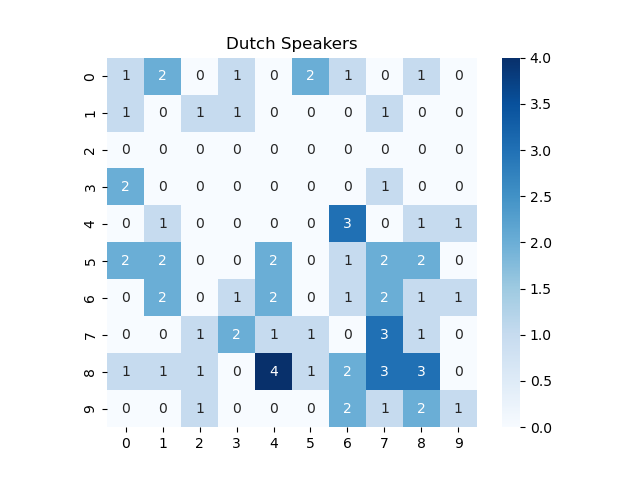 Dutch Speakers
0 1 2 0 1 0 2 1 0 1 0 4.0
1 1 0 1 1 0 0 0 1 0 0 3.5
2 0 0 0 0 0 0 0 0 0 0 3.0
3 2 0 0 0 0 0 0 1 0 0 2.5
4 0 1 0 0 0 0 3 0 1 1
5 2 2 0 0 2 0 1 2 2 0 2.0
6 0 2 0 1 2 0 1 2 1 1 1.5
7 0 0 1 2 1 1 0 3 1 0 1.0
8 1 1 1 0 4 1 2 3 3 0 0.5
9 0 0 1 0 0 0 2 1 2 1 0.0
0 1 2 3 4 5 6 7 8 9